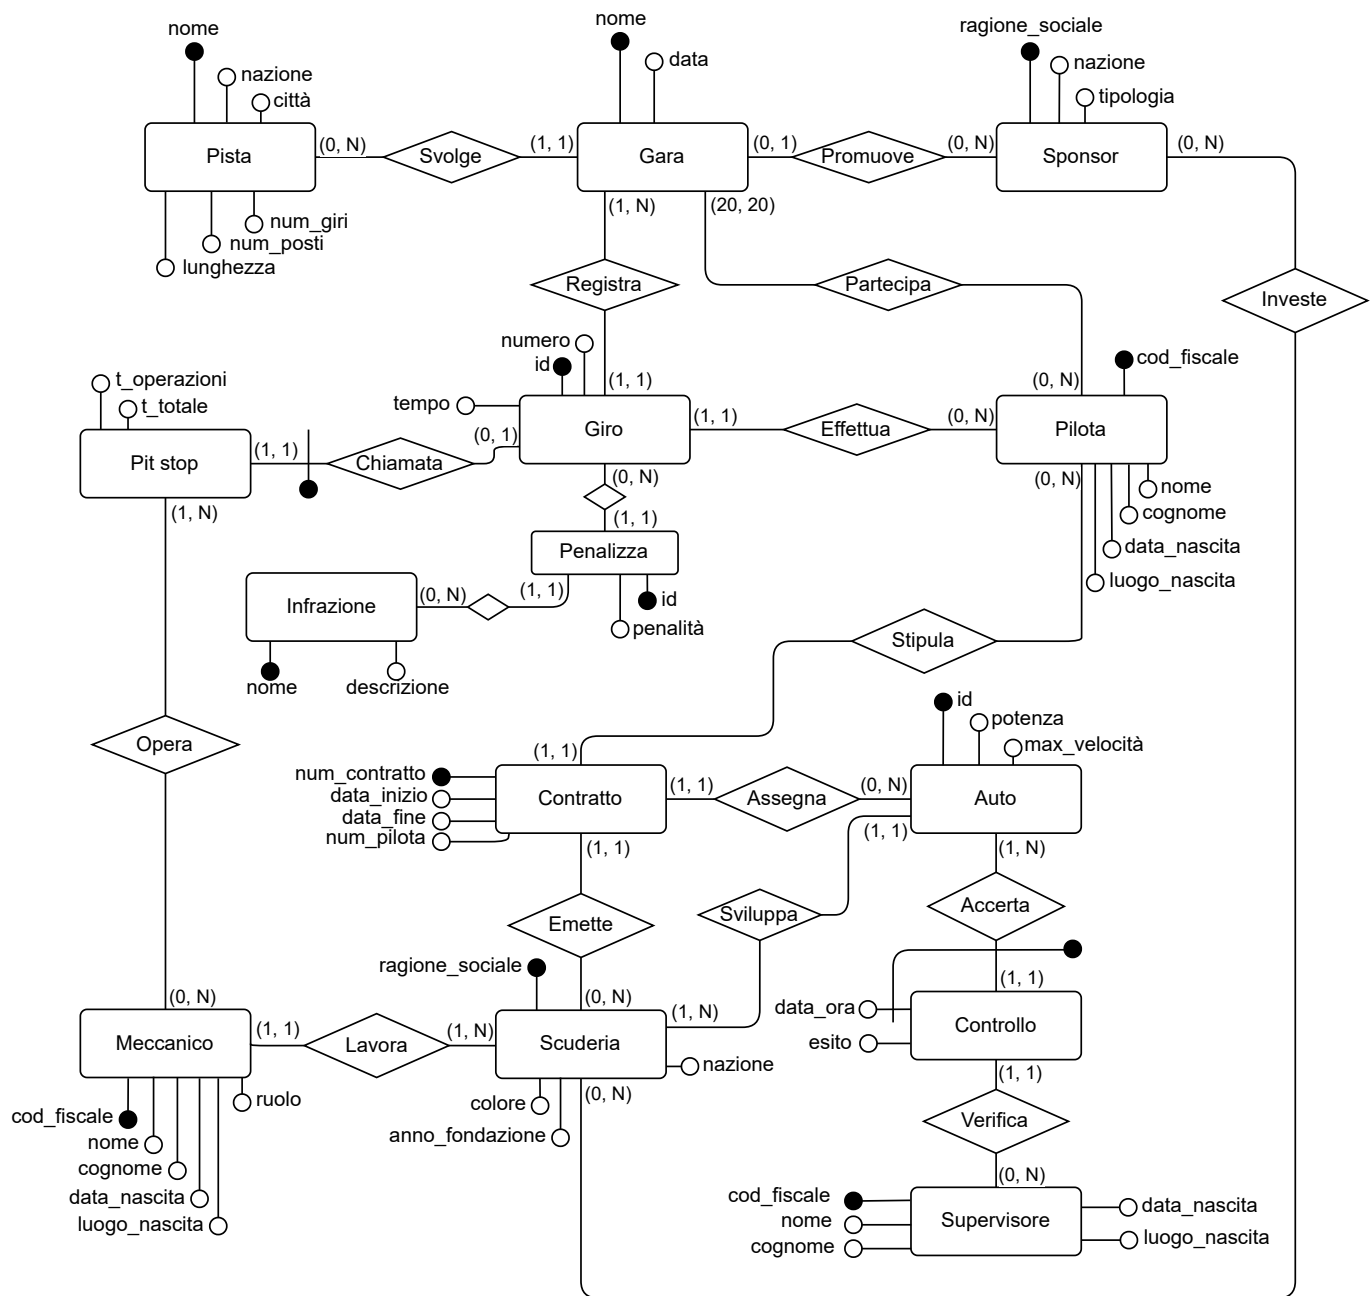 nome
nome
ragione_sociale
nazione
città
data
nazione
tipologia
Pista
(0, N)
Svolge
(1, 1)
Gara
(0, 1)
Promuove
(0, N)
Sponsor
(0, N)
num_giri
num_posti
lunghezza
(1, N)
(20, 20)
Registra
Partecipa
Investe
numero
id
cod_fiscale
t_operazioni
t_totale
tempo
(1, 1)
(0, N)
Pit stop
(1, 1)
Chiamata
(0, 1)
Giro
(1, 1)
Effettua
(0, N)
Pilota
(1, N)
(0, N)
(0, N)
nome
cognome
data_nascita
luogo_nascita
(1, 1)
Penalizza
Infrazione
(0, N)
(1, 1)
id
penalità
nome
descrizione
Stipula
Opera
id
potenza
max_velocità
(1, 1)
num_contratto
data_inizio
data_fine
num_pilota
Contratto
(1, 1)
Assegna
(0, N)
Auto
(1, 1)
(1, 1)
(1, N)
Emette
Sviluppa
Accerta
ragione_sociale
(0, N)
(0, N)
(1, N)
(1, 1)
data_ora
esito
Controllo
Meccanico
(1, 1)
Lavora
(1, N)
Scuderia
nazione
(0, N)
colore
anno_fondazione
(1, 1)
ruolo
cod_fiscale
nome
cognome
data_nascita
luogo_nascita
Verifica
(0, N)
cod_fiscale
nome
cognome
Supervisore
data_nascita
luogo_nascita